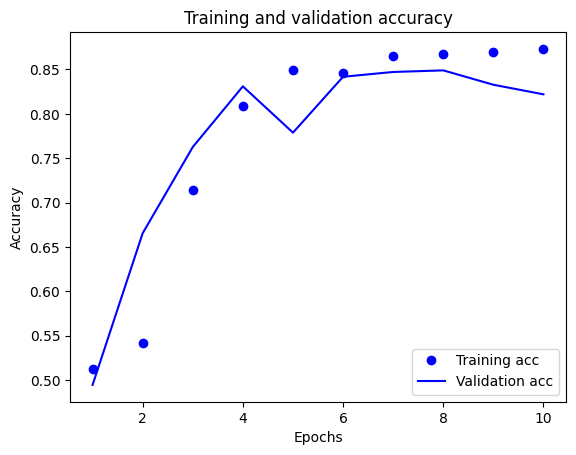 Training and validation accuracy
Accuracy
0.85
0.80
0.75
0.70
0.65
0.60
0.55
0.50
Training acc
Validation acc
2
4
6
8
10
Epochs